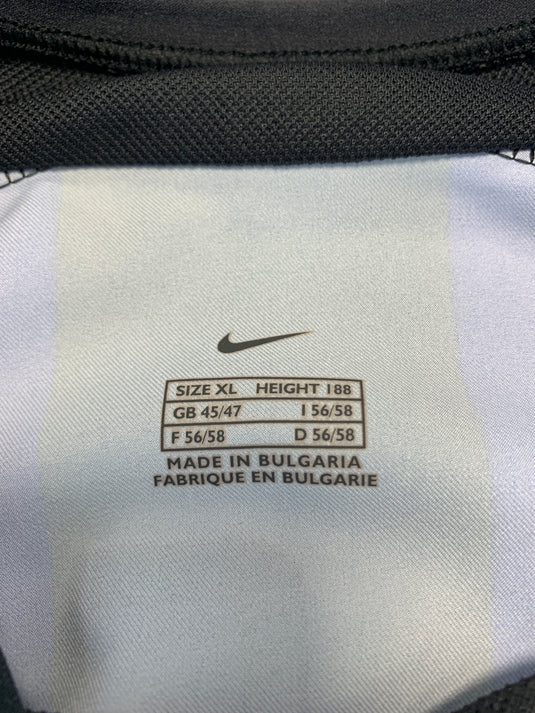 SIZE XL HEIGHT 188
GB 45/47 I 56/58
F 56/58 D 56/58
MADE IN BULGARIA
FABRIQUE EN BULGARIE